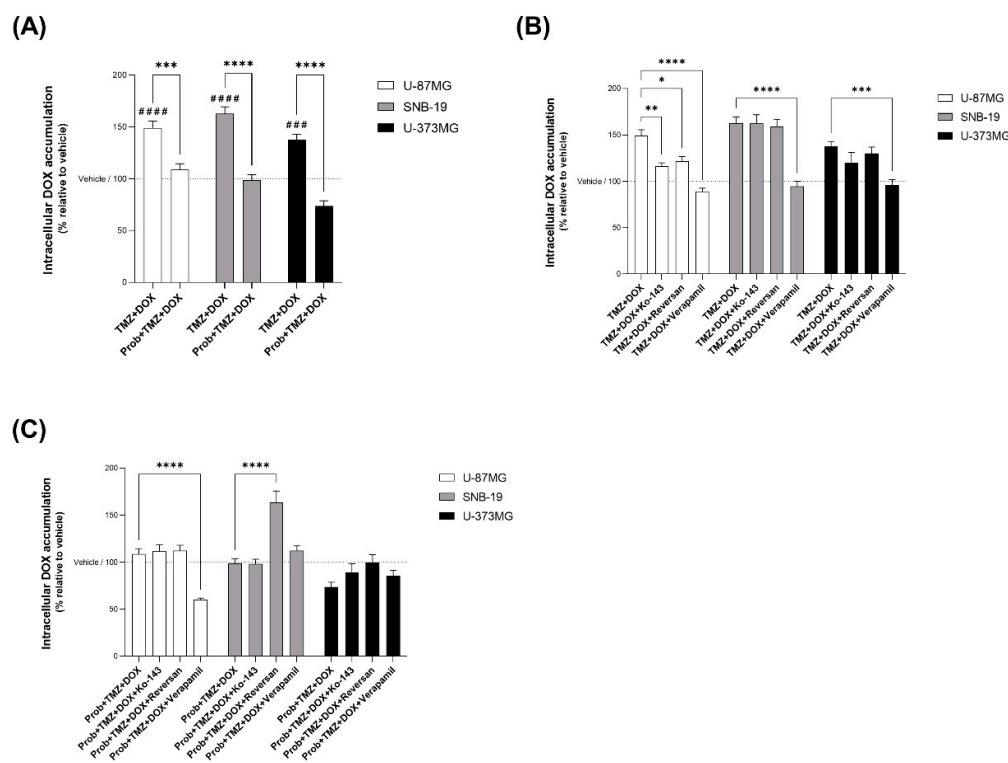 (A)
Intracellular DOX accumulation
(% relative to vehicle)
200
150
Vehicle / 100
50
0
***
****
****
####
####
###
TMZ+DOX
Prob+TMZ+DOX
TMZ+DOX
Prob+TMZ+DOX
TMZ+DOX
Prob+TMZ+DOX
U-87MG
SNB-19
U-373MG
(B)
Intracellular DOX accumulation
(% relative to vehicle)
200
150
Vehicle / 100
50
0
****
*
**
****
***
TMZ+DOX
TMZ+DOX+Ko-143
TMZ+DOX+Reversan
TMZ+DOX+Verapamil
TMZ+DOX
TMZ+DOX+Ko-143
TMZ+DOX+Reversan
TMZ+DOX+Verapamil
TMZ+DOX
TMZ+DOX+Ko-143
TMZ+DOX+Reversan
TMZ+DOX+Verapamil
U-87MG
SNB-19
U-373MG
(C)
Intracellular DOX accumulation
(% relative to vehicle)
200
150
Vehicle / 100
50
0
****
****
Prob+TMZ+DOX
Prob+TMZ+DOX+Ko-143
Prob+TMZ+DOX+Reversan
Prob+TMZ+DOX+Verapamil
Prob+TMZ+DOX
Prob+TMZ+DOX+Ko-143
Prob+TMZ+DOX+Reversan
Prob+TMZ+DOX+Verapamil
Prob+TMZ+DOX
Prob+TMZ+DOX+Ko-143
Prob+TMZ+DOX+Reversan
Prob+TMZ+DOX+Verapamil
U-87MG
SNB-19
U-373MG